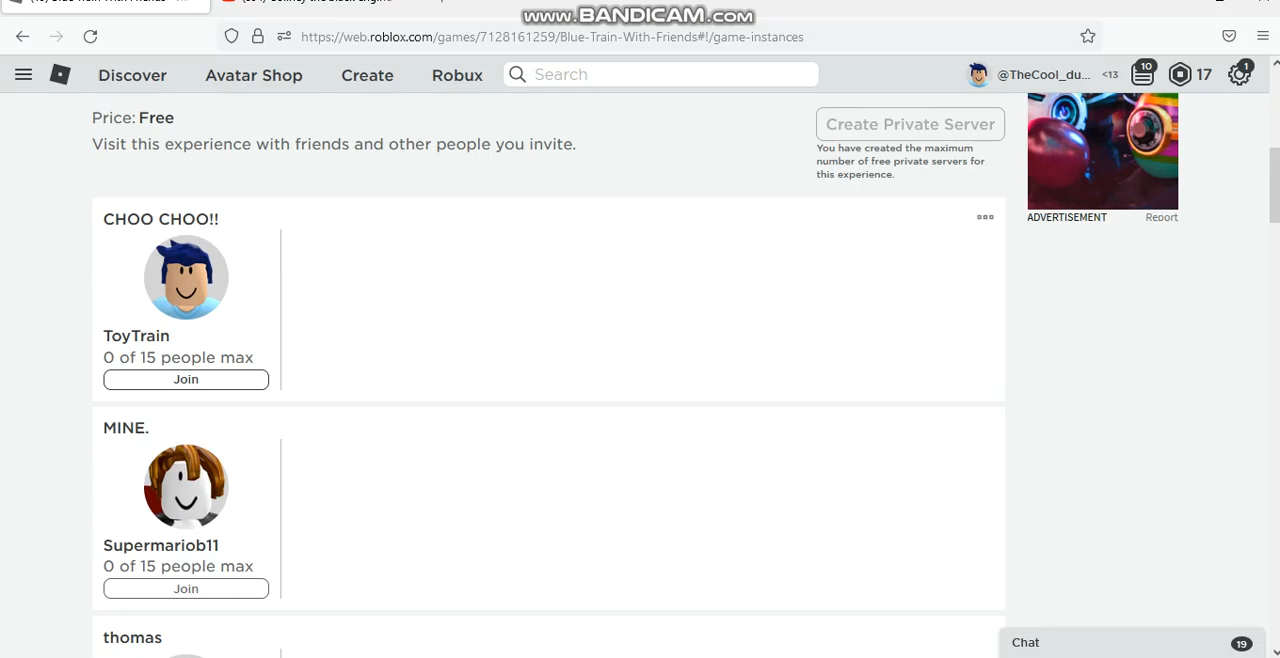 www.BANDICAM.com
https://web.roblox.com/games/7128161259/Blue-Train-With-Friends#!/game-instances
Discover Avatar Shop Create Robux Search @TheCool_du... <13 10 17 1
Price: Free
Create Private Server
Visit this experience with friends and other people you invite.
You have created the maximum
number of free private servers for
this experience.
CHOO CHOO!!
ADVERTISEMENT Report
ToyTrain
0 of 15 people max
Join
MINE.
Supermariob11
0 of 15 people max
Join
thomas
Chat 19